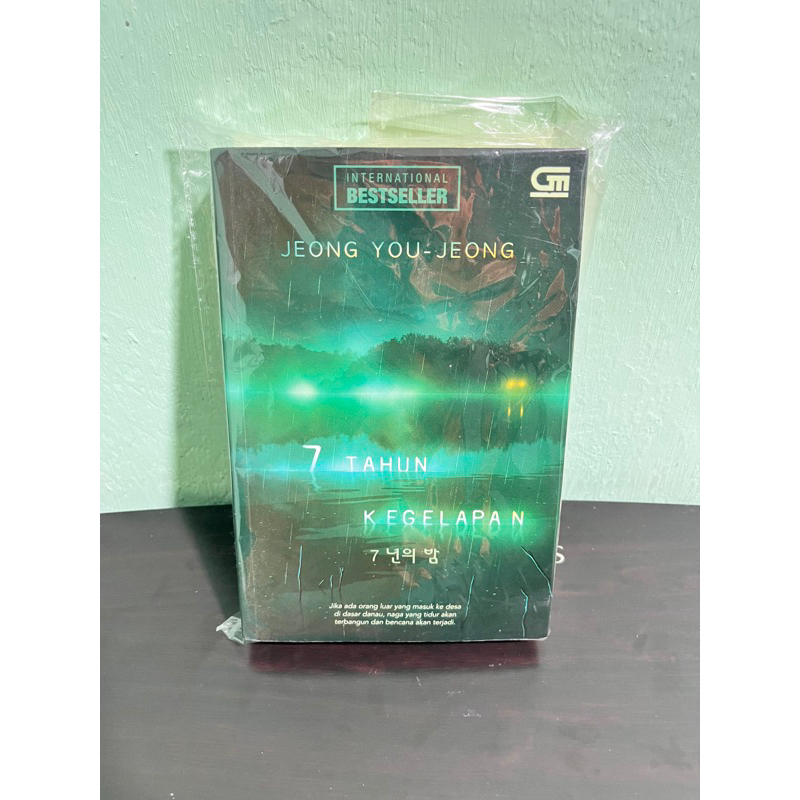 INTERNATIONAL
BESTSELLER
GM
JEONG YOU-JEONG
7 TAHUN
KEGELAPAN
7년의 밤
S
Jika ada orang luar yang masuk ke desa
di dasar danau, naga yang tidur akan
terbangun dan bencana akan terjadi.